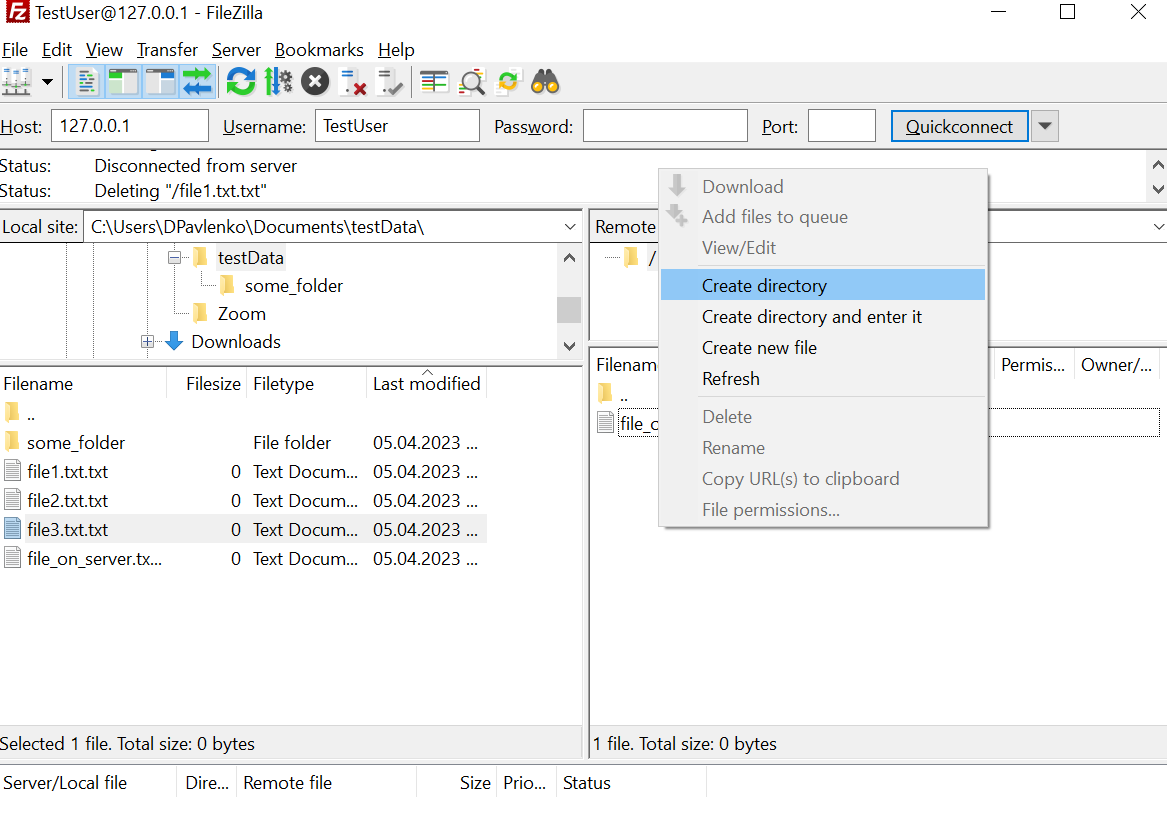 TestUser@127.0.0.1 - FileZilla
File Edit View Transfer Server Bookmarks Help
Host: 127.0.0.1 Username: TestUser Password: Port: Quickconnect
Status: Disconnected from server
Status: Deleting "/file1.txt.txt"
Local site: C:\Users\DPavlenko\Documents\testData\
testData
some_folder
Zoom
Downloads
Filename Filesize Filetype Last modified
..
some_folder File folder 05.04.2023 ...
file1.txt.txt 0 Text Docum... 05.04.2023 ...
file2.txt.txt 0 Text Docum... 05.04.2023 ...
file3.txt.txt 0 Text Docum... 05.04.2023 ...
file_on_server.tx... 0 Text Docum... 05.04.2023 ...
Selected 1 file. Total size: 0 bytes
Remote
/
Filenam Permis... Owner/...
..
file_
Download
Add files to queue
View/Edit
Create directory
Create directory and enter it
Create new file
Refresh
Delete
Rename
Copy URL(s) to clipboard
File permissions...
1 file. Total size: 0 bytes
Server/Local file Dire... Remote file Size Prio... Status